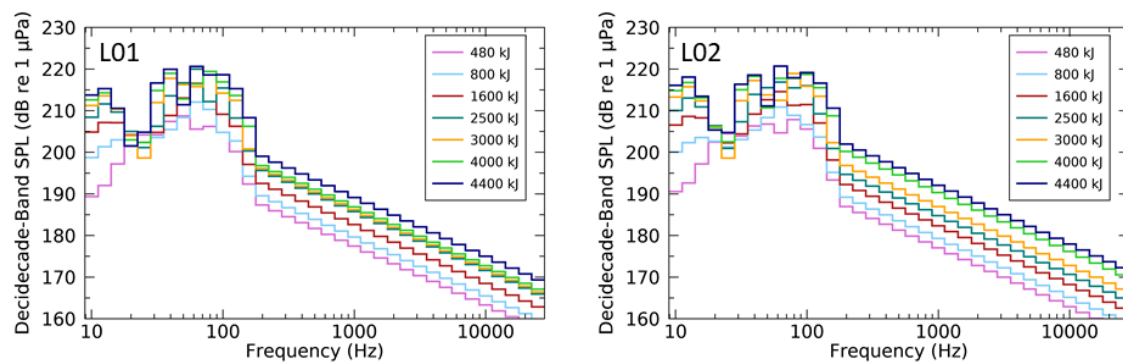 Decidecade-Band SPL (dB re 1 µPa)
230
220
210
200
190
180
170
160
L01
480 kJ
800 kJ
1600 kJ
2500 kJ
3000 kJ
4000 kJ
4400 kJ
10 100 1000 10000
Frequency (Hz)
Decidecade-Band SPL (dB re 1 µPa)
230
220
210
200
190
180
170
160
L02
480 kJ
800 kJ
1600 kJ
2500 kJ
3000 kJ
4000 kJ
4400 kJ
10 100 1000 10000
Frequency (Hz)